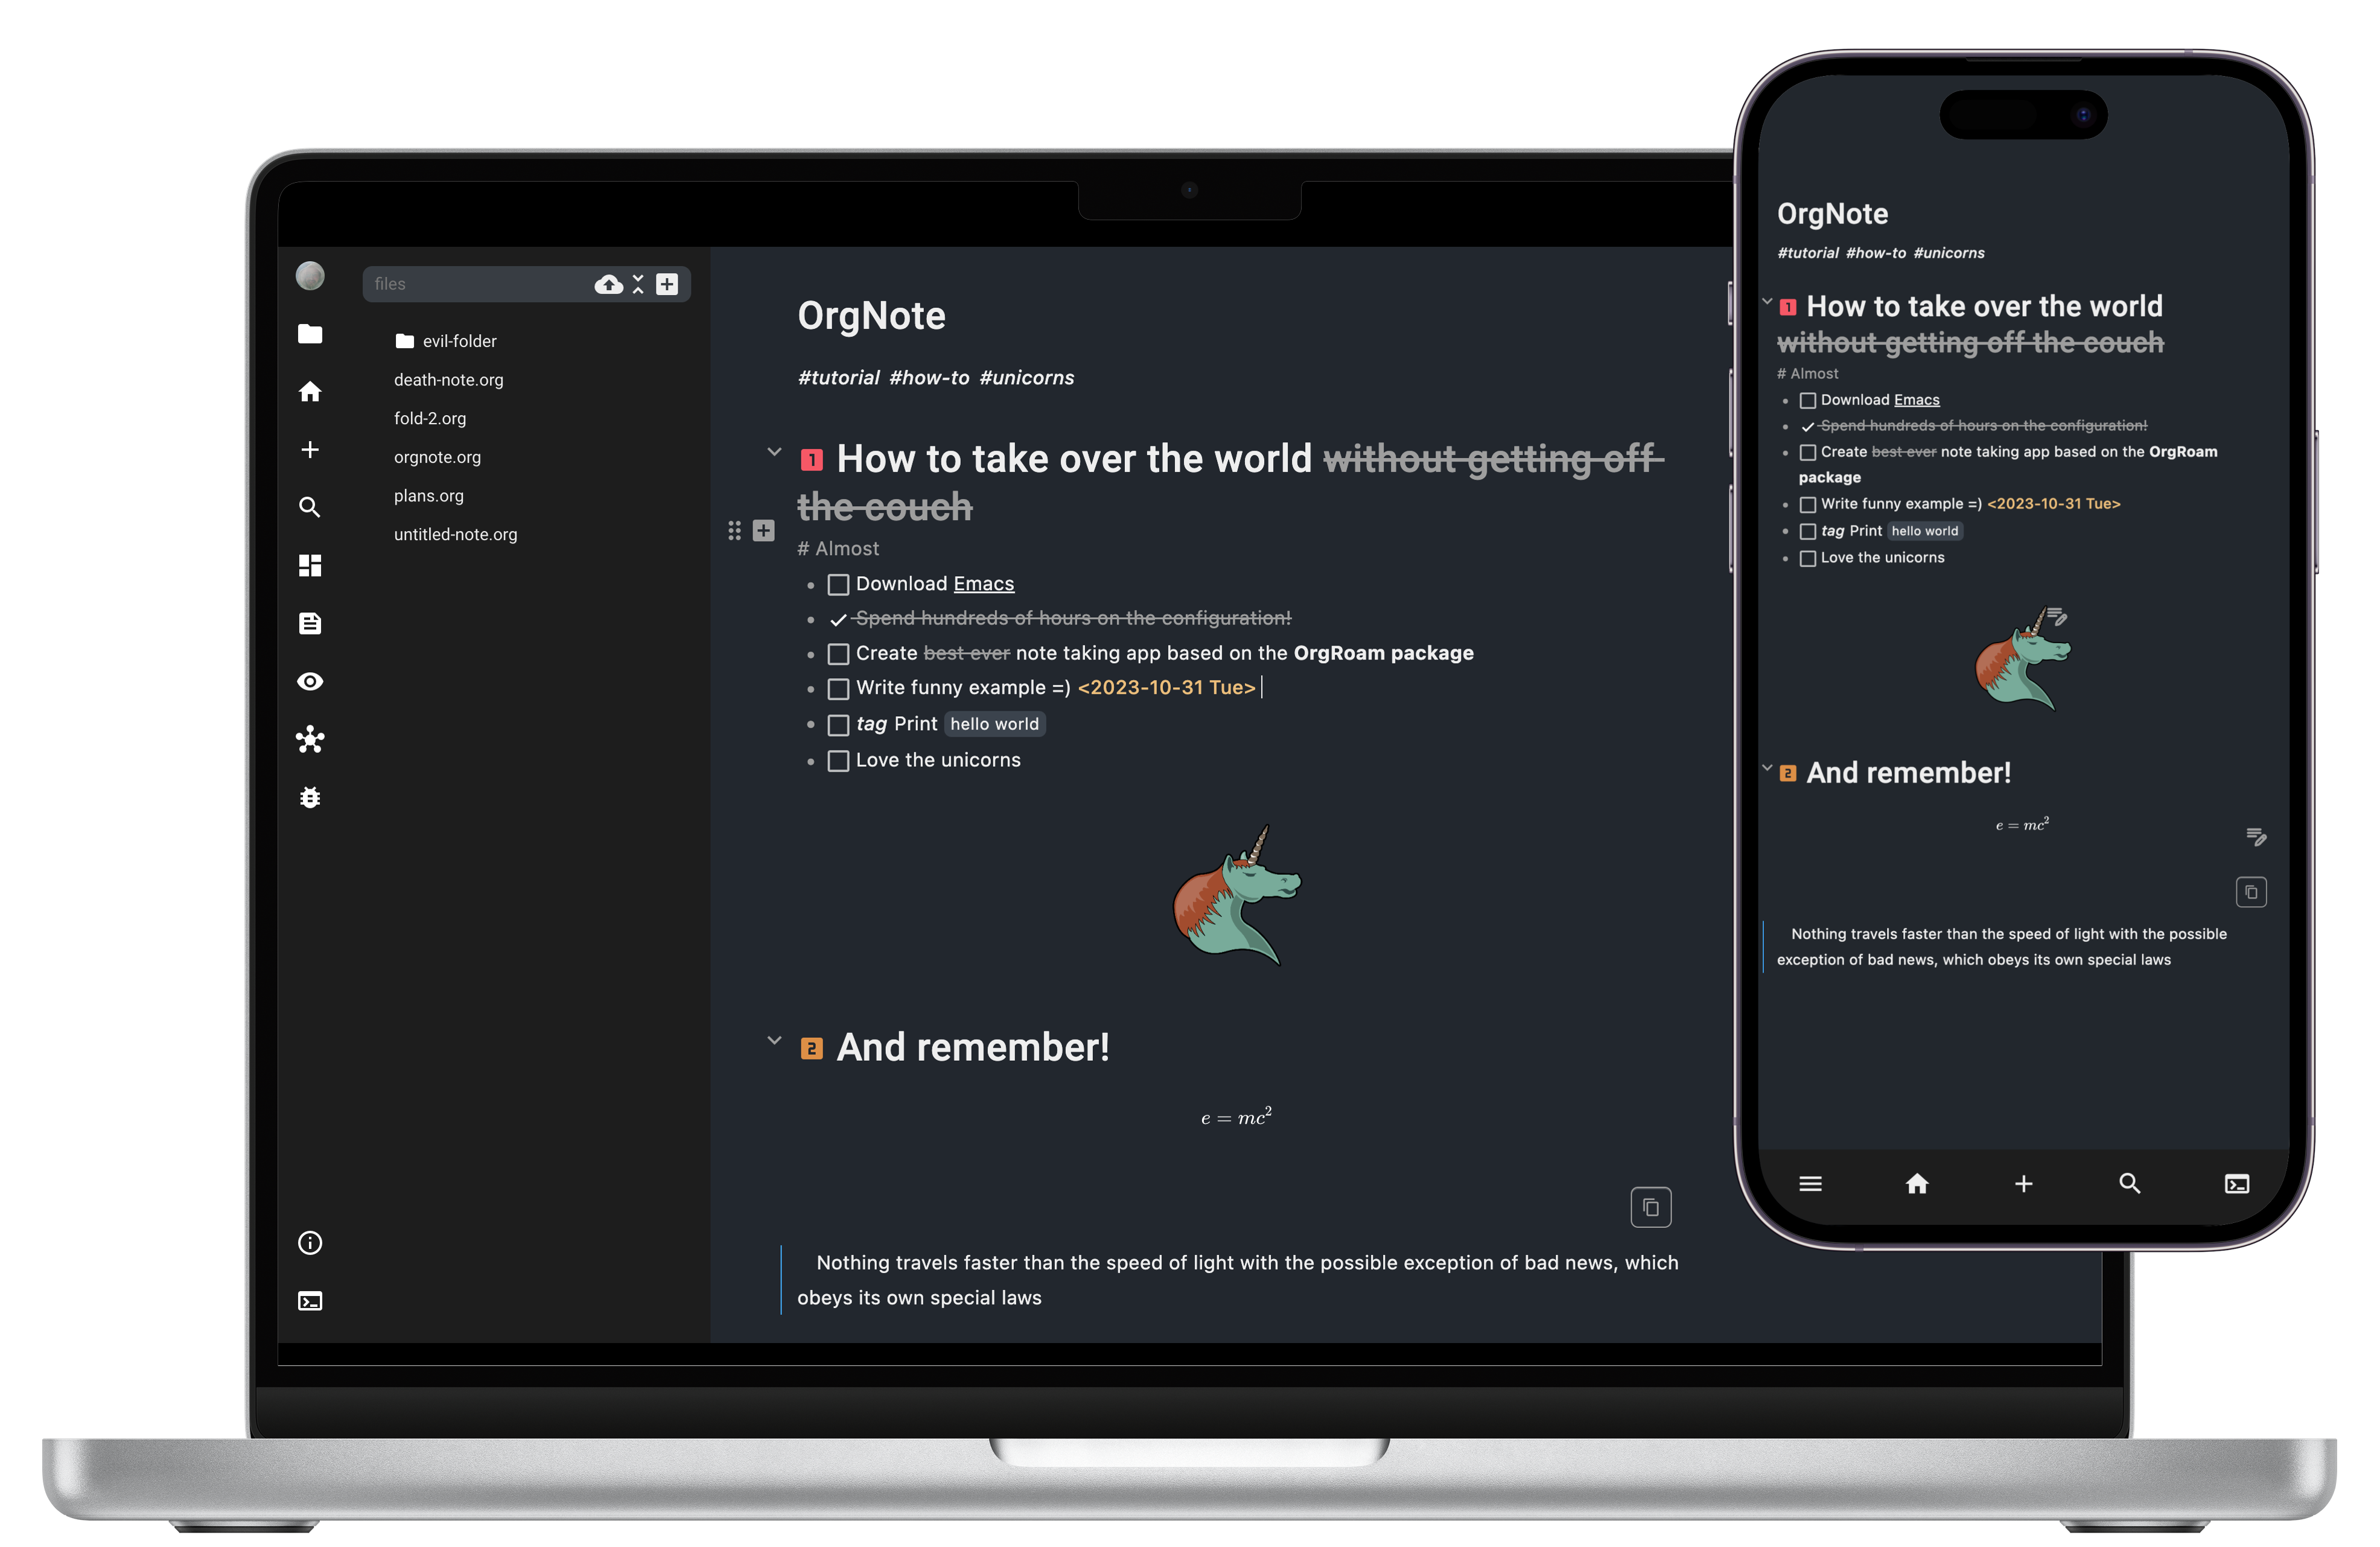 files
evil-folder
death-note.org
fold-2.org
orgnote.org
plans.org
untitled-note.org
OrgNote
#tutorial #how-to #unicorns
1 How to take over the world without getting off
the couch
# Almost
Download Emacs
Spend hundreds of hours on the configuration!
Create best ever note taking app based on the OrgRoam package
Write funny example =) <2023-10-31 Tue>
tag Print hello world
Love the unicorns
2 And remember!
e = mc²
Nothing travels faster than the speed of light with the possible exception of bad news, which
obeys its own special laws
OrgNote
#tutorial #how-to #unicorns
1 How to take over the world
without getting off the couch
# Almost
Download Emacs
Spend hundreds of hours on the configuration!
Create best ever note taking app based on the OrgRoam
package
Write funny example =) <2023-10-31 Tue>
tag Print hello world
Love the unicorns
2 And remember!
e = mc²
Nothing travels faster than the speed of light with the possible
exception of bad news, which obeys its own special laws